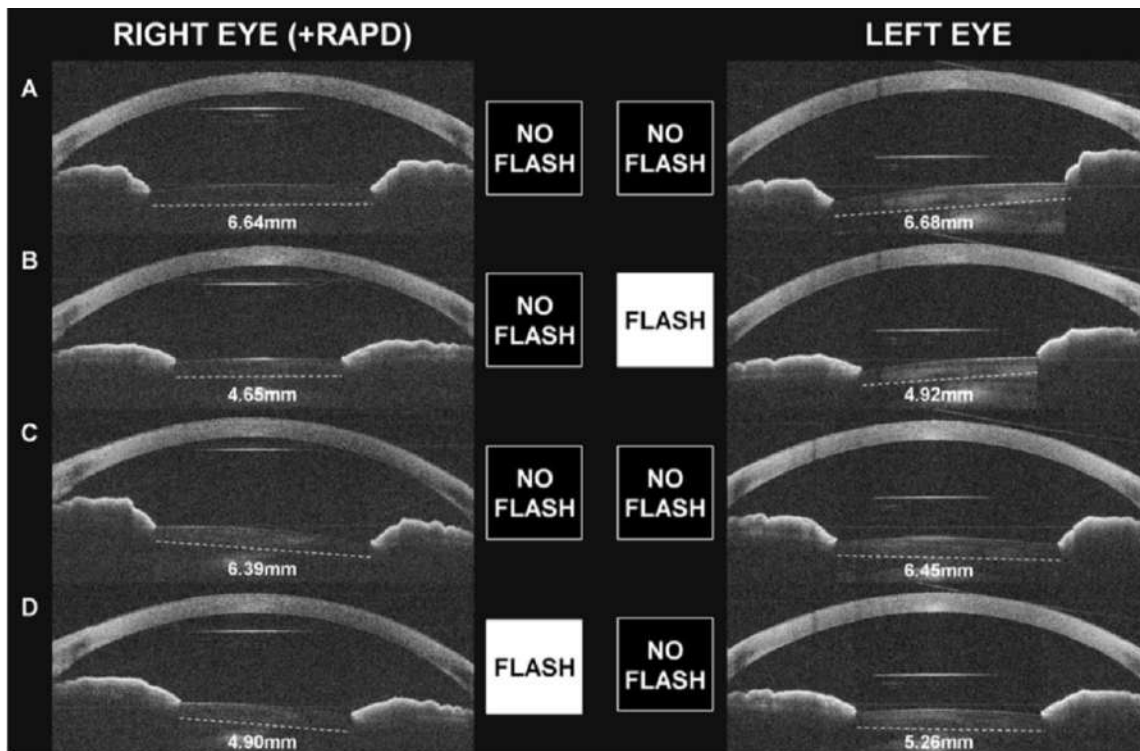 RIGHT EYE (+RAPD) LEFT EYE
A
NO FLASH
NO FLASH
6.64mm
6.68mm
B
NO FLASH
FLASH
4.65mm
4.92mm
C
NO FLASH
NO FLASH
6.39mm
6.45mm
D
FLASH
NO FLASH
4.90mm
5.26mm